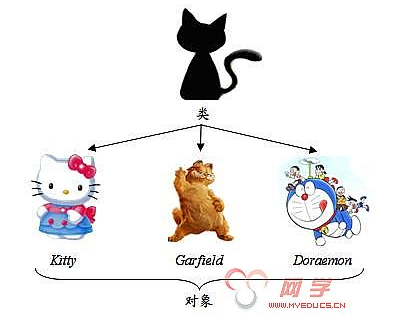 类
Kitty
Garfield
Doraemon
对象
网学
www.myeducs.cn